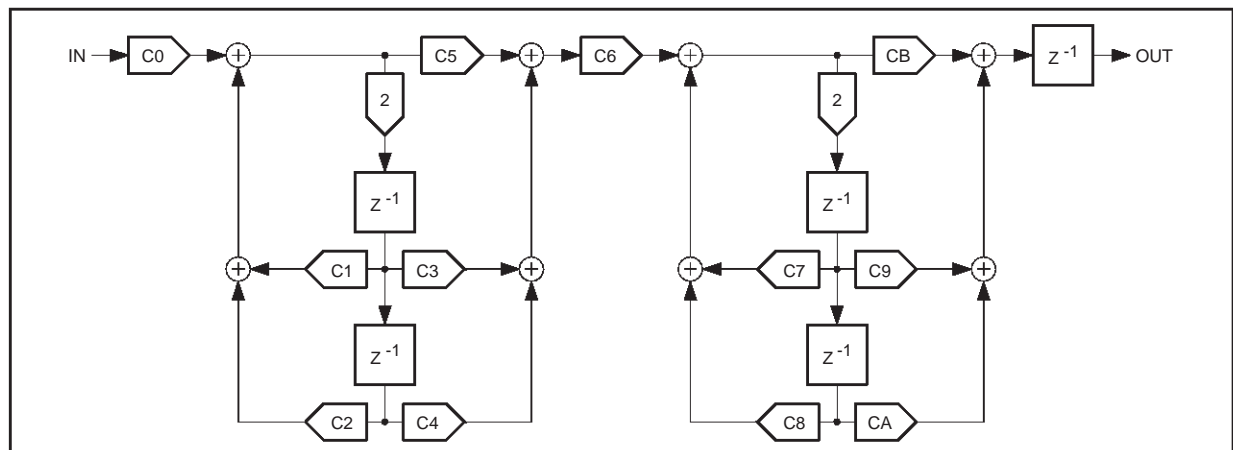 IN C0 + C5 + C6 + CB + Z-1 OUT
2 2
Z-1 Z-1
+ C1 C3 + + C7 C9 +
Z-1 Z-1
C2 C4 C8 CA